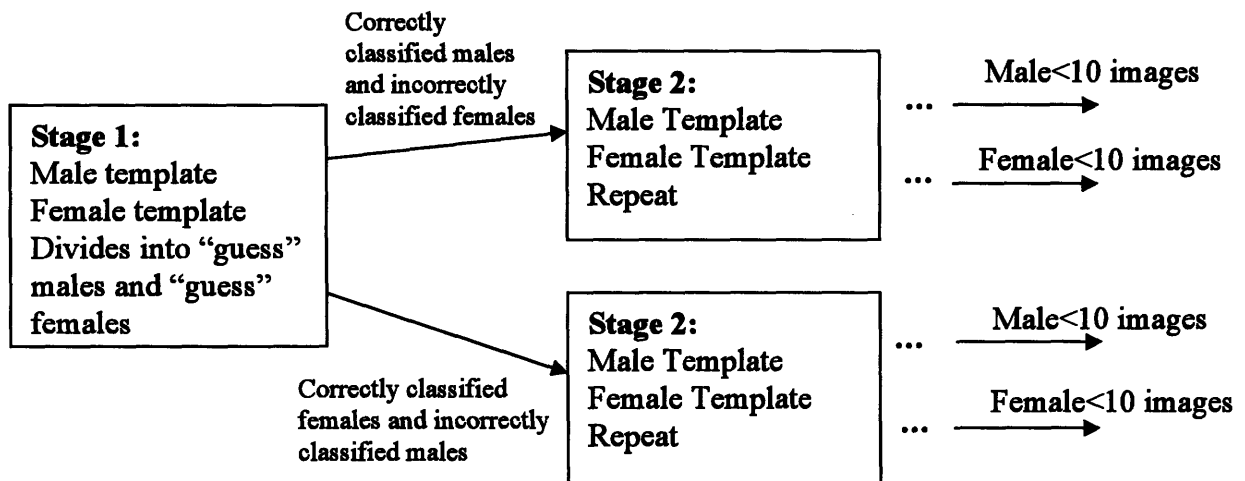 Stage 1:
Male template
Female template
Divides into “guess”
males and “guess”
females
Correctly
classified males
and incorrectly
classified females
Stage 2:
Male Template
Female Template
Repeat
...
Male<10 images
...
Female<10 images
Correctly classified
females and incorrectly
classified males
Stage 2:
Male Template
Female Template
Repeat
...
Male<10 images
...
Female<10 images